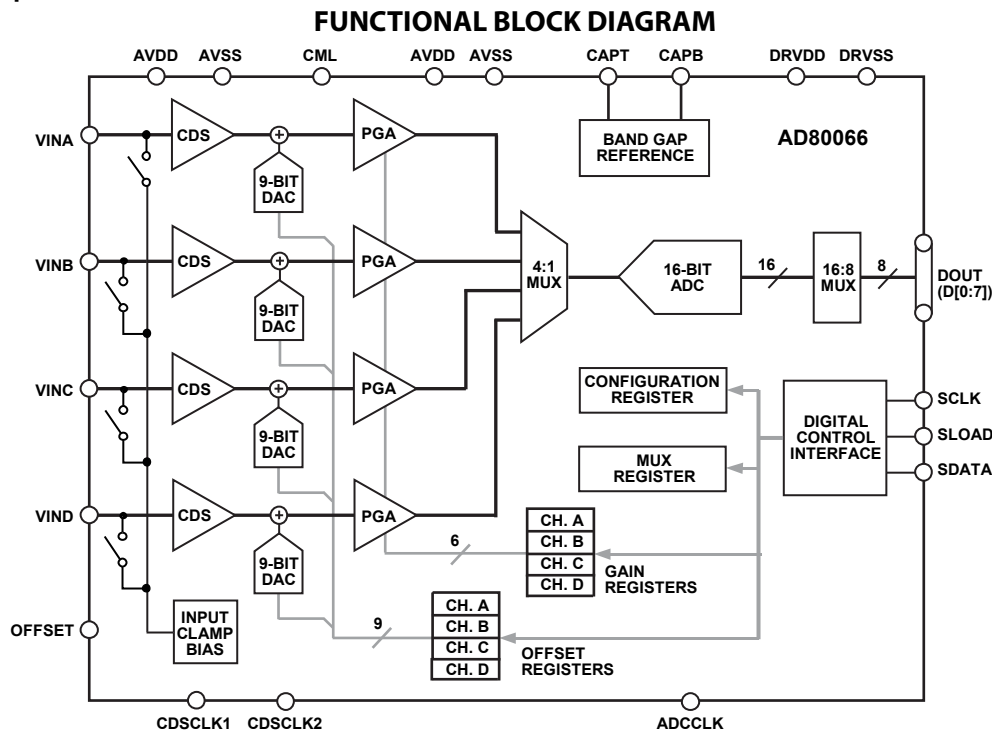 FUNCTIONAL BLOCK DIAGRAM
AVDD AVSS CML AVDD AVSS CAPT CAPB DRVDD DRVSS
AD80066
VINA
CDS
+
PGA
9-BIT
DAC
BAND GAP
REFERENCE
VINB
CDS
+
PGA
9-BIT
DAC
4:1
MUX
16-BIT
ADC
16
16:8
MUX
8
DOUT
(D[0:7])
VINC
CDS
+
PGA
9-BIT
DAC
CONFIGURATION
REGISTER
MUX
REGISTER
DIGITAL
CONTROL
INTERFACE
SCLK
SLOAD
SDATA
VIND
CDS
+
PGA
9-BIT
DAC
6
CH. A
CH. B
CH. C
CH. D
GAIN
REGISTERS
OFFSET
INPUT
CLAMP
BIAS
9
CH. A
CH. B
CH. C
CH. D
OFFSET
REGISTERS
CDSCLK1 CDSCLK2 ADCCLK